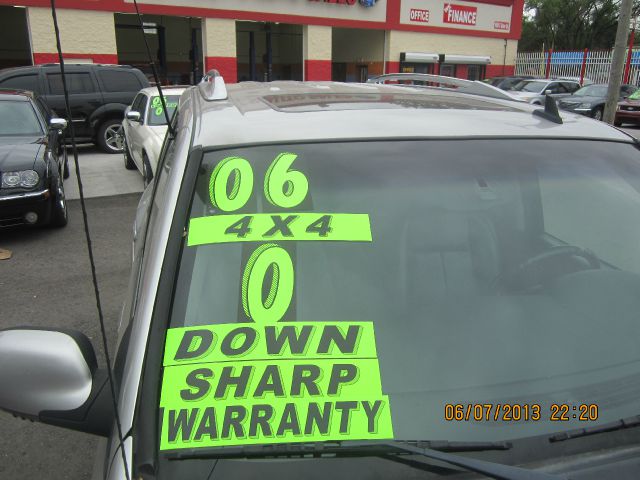 OFFICE
FINANCE
06
4X4
0
DOWN
SHARP
WARRANTY
06/07/2013 22:20